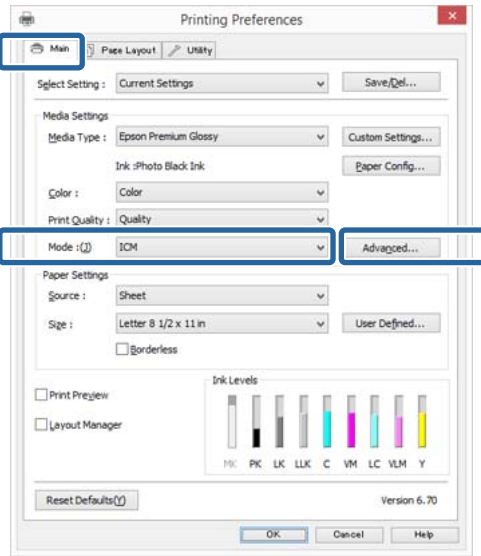 Printing Preferences
Main Page Layout Utility
Select Setting : Current Settings Save/Del...
Media Settings
Media Type : Epson Premium Glossy Custom Settings...
Ink :Photo Black Ink Paper Config...
Color : Color
Print Quality : Quality
Mode :(J) ICM Advanced...
Paper Settings
Source : Sheet
Size : Letter 8 1/2 x 11 in User Defined...
Borderless
Print Preview
Layout Manager
Ink Levels
MK PK LK LLK C VM LC VLM Y
Reset Defaults(Y) Version 6.70
OK Cancel Help